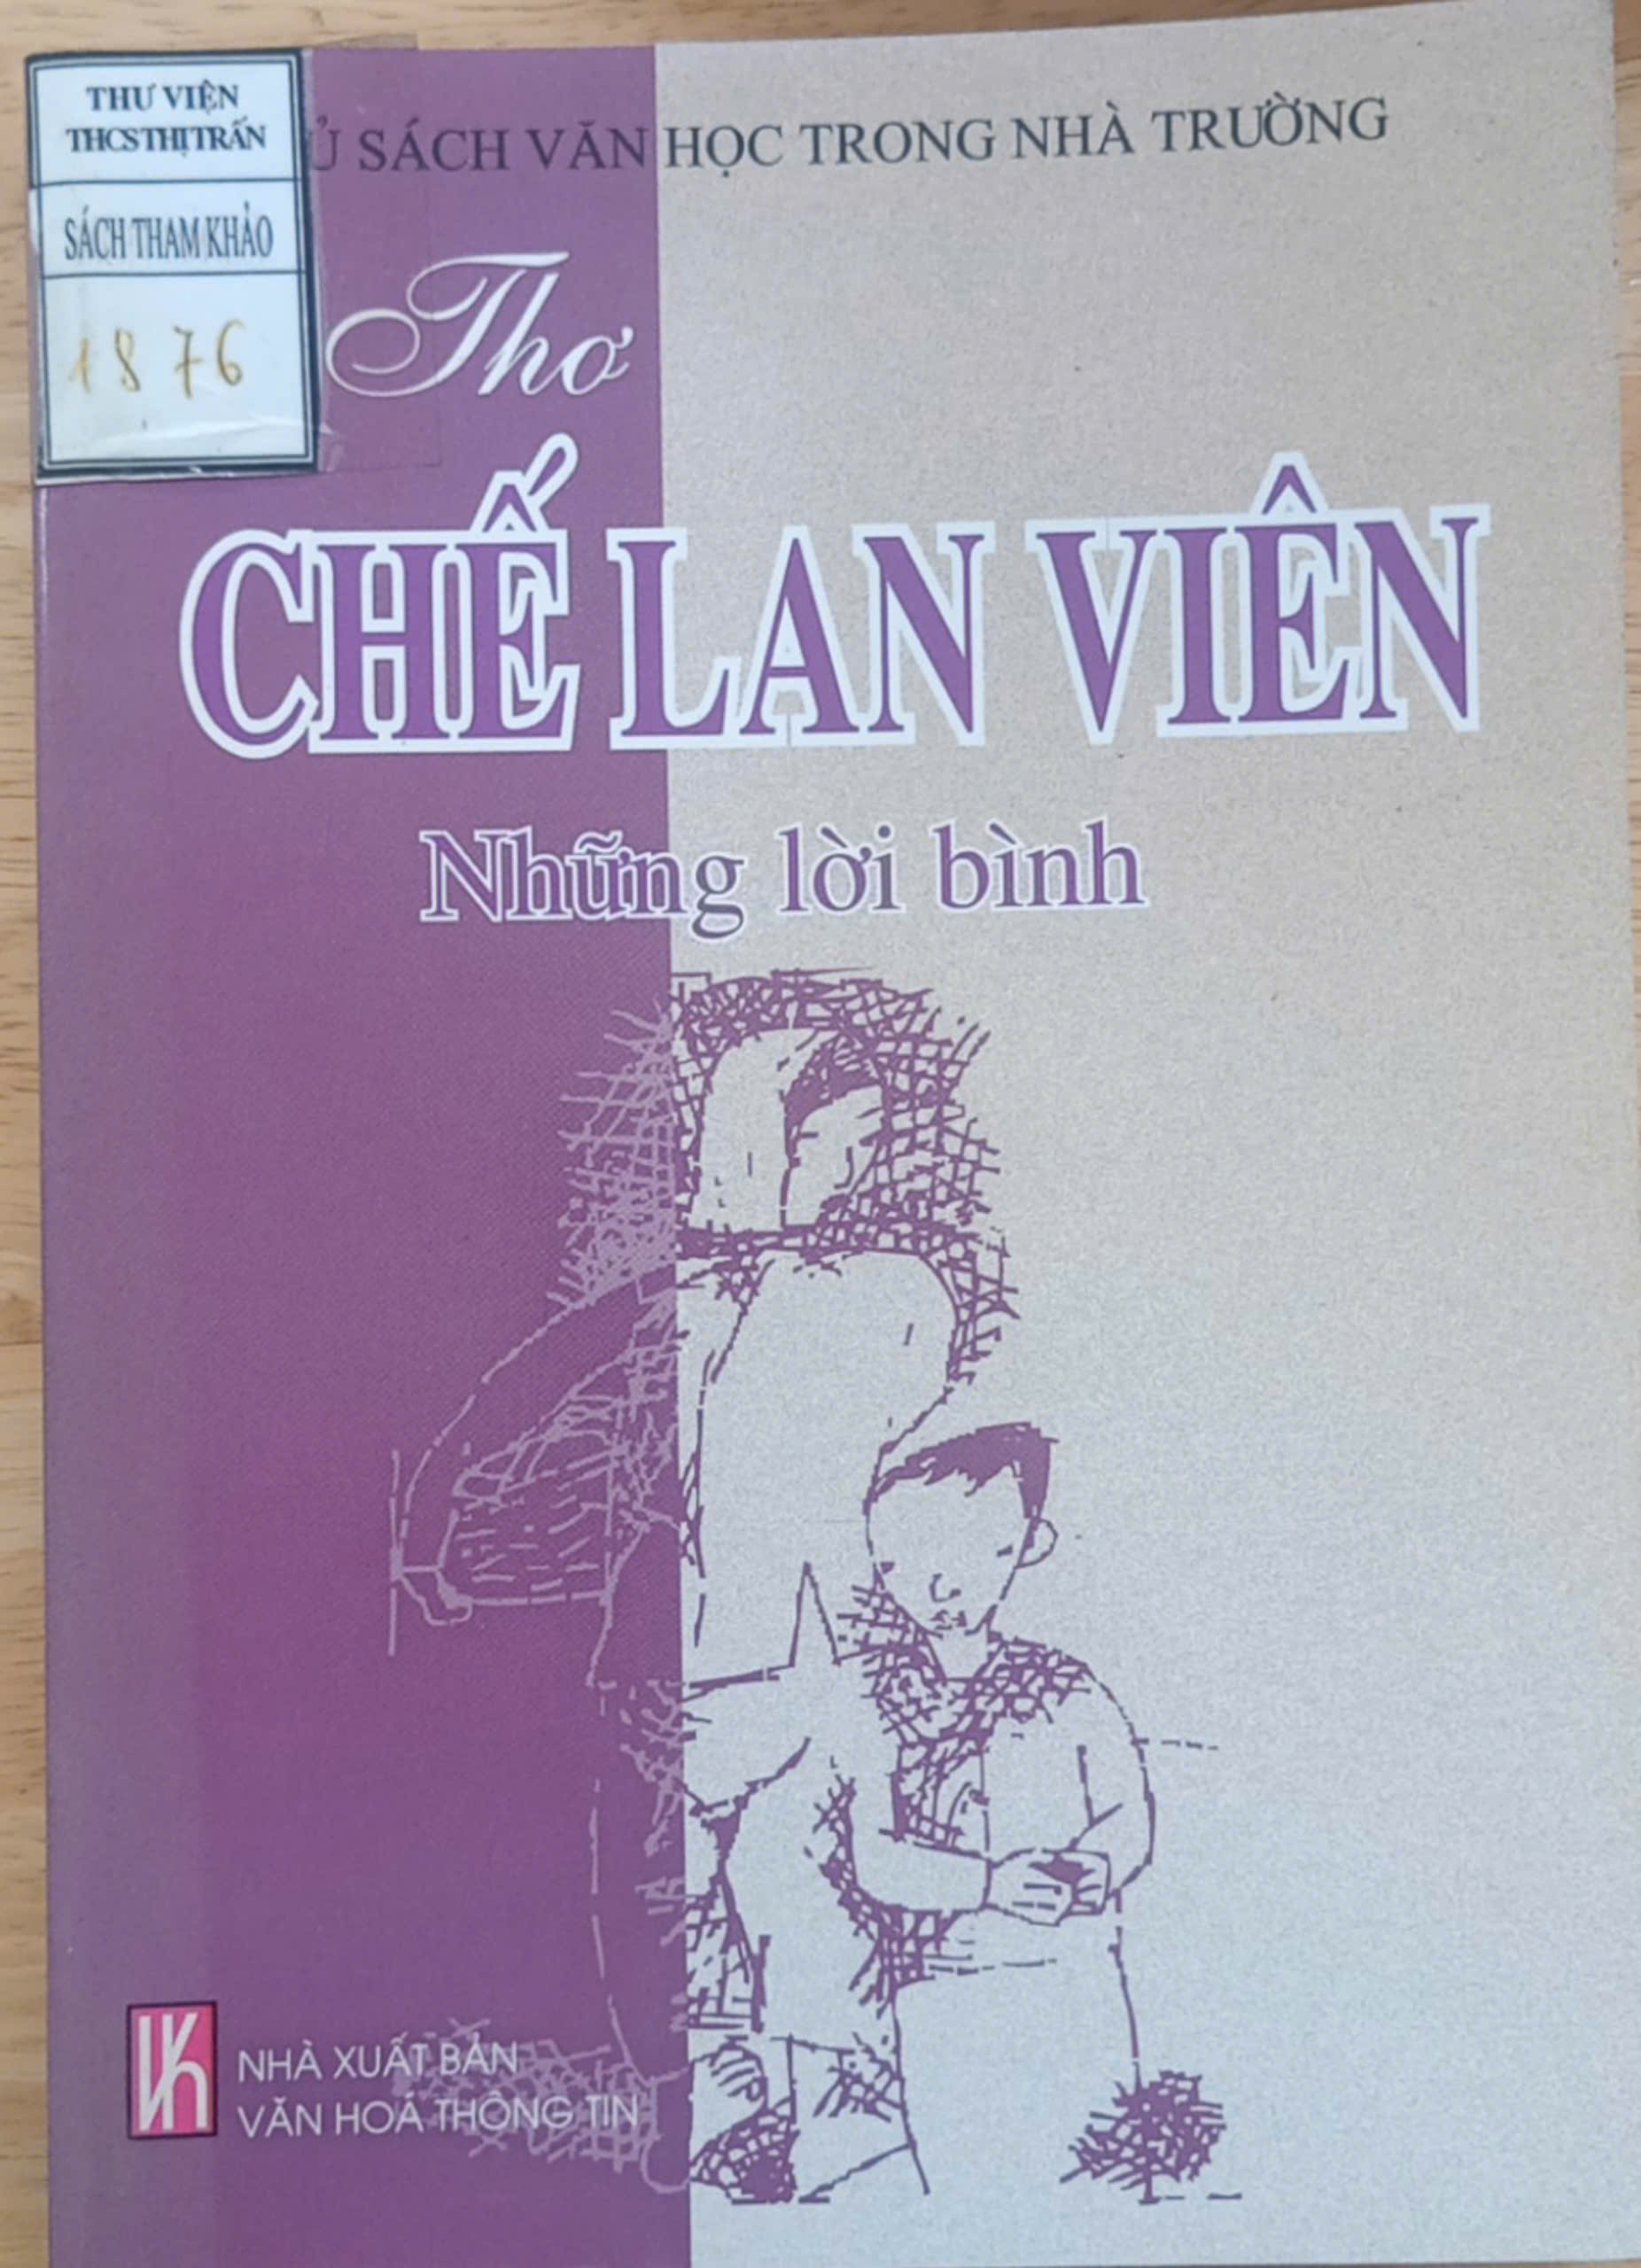 THƯ VIỆN
THCS THỊ TRẤN
SÁCH THAM KHẢO
1876
Ủ SÁCH VĂN HỌC TRONG NHÀ TRƯỜNG
Thơ
CHẾ LAN VIÊN
Những lời bình
NHÀ XUẤT BẢN
VĂN HOÁ THÔNG TIN